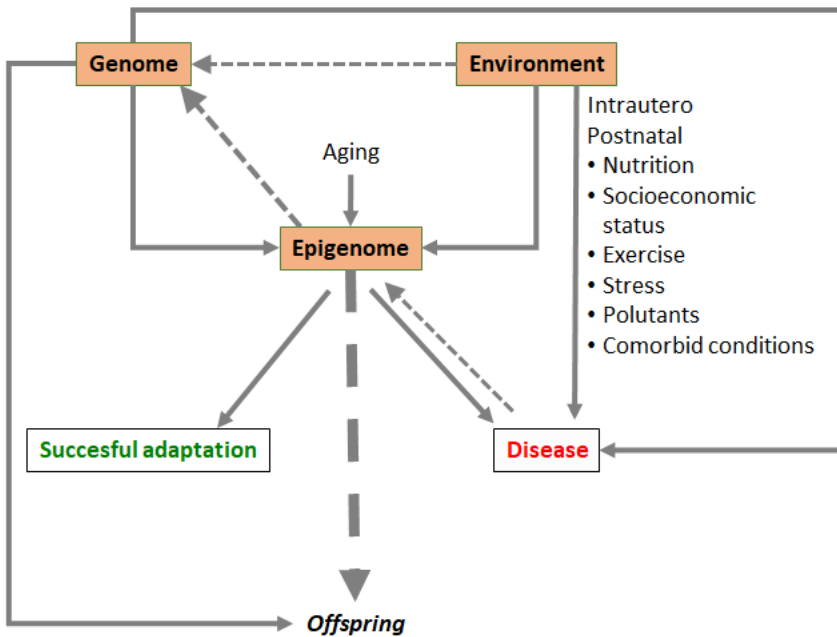 Genome
Environment
Intrautero
Postnatal
• Nutrition
• Socioeconomic
status
• Exercise
• Stress
• Polutants
• Comorbid conditions
Aging
Epigenome
Succesful adaptation
Disease
Offspring